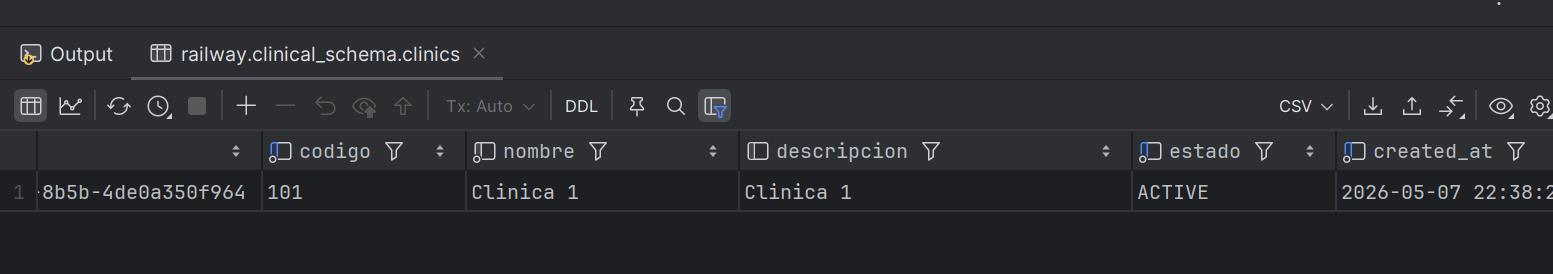 Output railway.clinical_schema.clinics
Tx: Auto DDL CSV
codigo nombre descripcion estado created_at
1 -8b5b-4de0a350f964 101 Clinica 1 Clinica 1 ACTIVE 2026-05-07 22:38:2